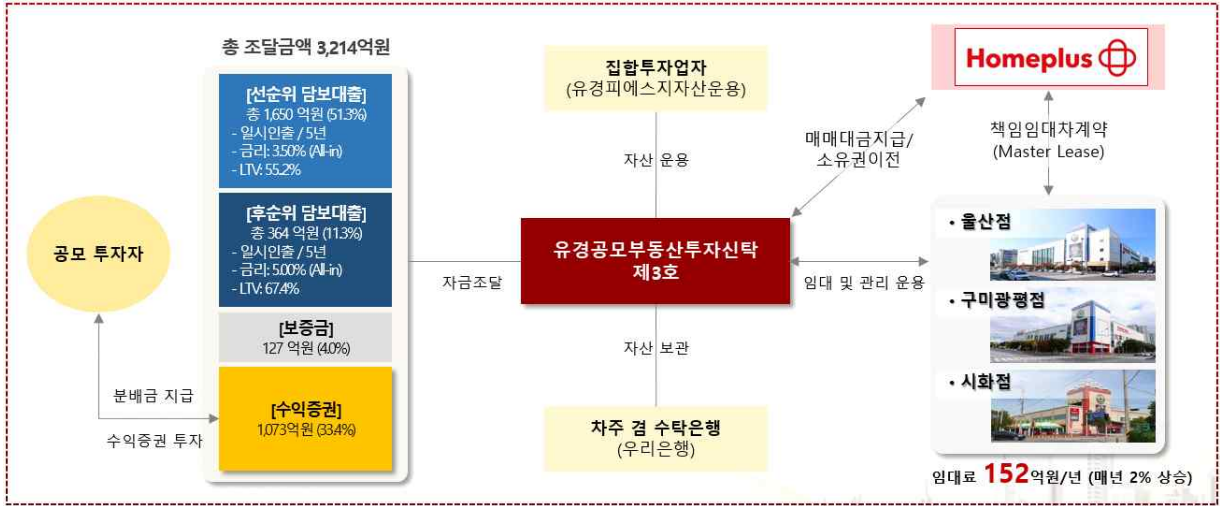 총 조달금액 3,214억원
[선순위 담보대출]
총 1,650 억원 (51.3%)
- 일시인출 / 5년
- 금리: 3.50% (All-in)
- LTV: 55.2%
[후순위 담보대출]
총 364 억원 (11.3%)
- 일시인출 / 5년
- 금리: 5.00% (All-in)
- LTV: 67.4%
[보증금]
127 억원 (4.0%)
[수익증권]
1,073억원 (33.4%)
공모 투자자
분배금 지급
수익증권 투자
자금조달
집합투자업자
(유경피에스지자산운용)
자산 운용
유경공모부동산투자신탁
제3호
자산 보관
차주 겸 수탁은행
(우리은행)
Homeplus
매매대금지급/
소유권이전
책임임대차계약
(Master Lease)
임대 및 관리 운용
• 울산점
• 구미광평점
• 시화점
임대료 152억원/년 (매년 2% 상승)